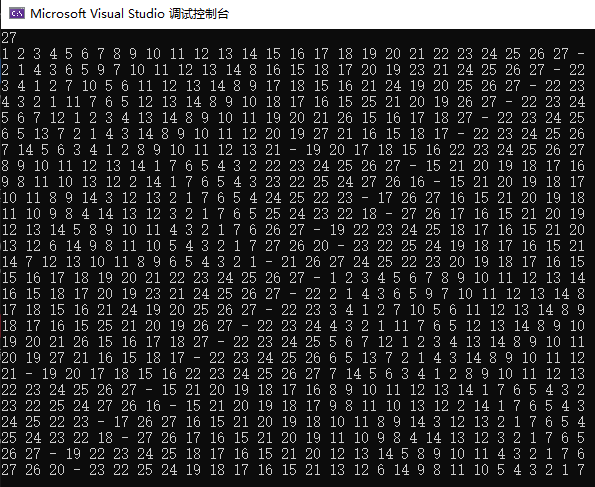 Microsoft Visual Studio 调试控制台
27
1 2 3 4 5 6 7 8 9 10 11 12 13 14 15 16 17 18 19 20 21 22 23 24 25 26 27 -
2 1 4 3 6 5 9 7 10 11 12 13 14 8 16 15 18 17 20 19 23 21 24 25 26 27 - 22
3 4 1 2 7 10 5 6 11 12 13 14 8 9 17 18 15 16 21 24 19 20 25 26 27 - 22 23
4 3 2 1 11 7 6 5 12 13 14 8 9 10 18 17 16 15 25 21 20 19 26 27 - 22 23 24
5 6 7 12 1 2 3 4 13 14 8 9 10 11 19 20 21 26 15 16 17 18 27 - 22 23 24 25
6 5 13 7 2 1 4 3 14 8 9 10 11 12 20 19 27 21 16 15 18 17 - 22 23 24 25 26
7 14 5 6 3 4 1 2 8 9 10 11 12 13 21 - 19 20 17 18 15 16 22 23 24 25 26 27
8 9 10 11 12 13 14 1 7 6 5 4 3 2 22 23 24 25 26 27 - 15 21 20 19 18 17 16
9 8 11 10 13 12 2 14 1 7 6 5 4 3 23 22 25 24 27 26 16 - 15 21 20 19 18 17
10 11 8 9 14 3 12 13 2 1 7 6 5 4 24 25 22 23 - 17 26 27 16 15 21 20 19 18
11 10 9 8 4 14 13 12 3 2 1 7 6 5 25 24 23 22 18 - 27 26 17 16 15 21 20 19
12 13 14 5 8 9 10 11 4 3 2 1 7 6 26 27 - 19 22 23 24 25 18 17 16 15 21 20
13 12 6 14 9 8 11 10 5 4 3 2 1 7 27 26 20 - 23 22 25 24 19 18 17 16 15 21
14 7 12 13 10 11 8 9 6 5 4 3 2 1 - 21 26 27 24 25 22 23 20 19 18 17 16 15
15 16 17 18 19 20 21 22 23 24 25 26 27 - 1 2 3 4 5 6 7 8 9 10 11 12 13 14
16 15 18 17 20 19 23 21 24 25 26 27 - 22 2 1 4 3 6 5 9 7 10 11 12 13 14 8
17 18 15 16 21 24 19 20 25 26 27 - 22 23 3 4 1 2 7 10 5 6 11 12 13 14 8 9
18 17 16 15 25 21 20 19 26 27 - 22 23 24 4 3 2 1 11 7 6 5 12 13 14 8 9 10
19 20 21 26 15 16 17 18 27 - 22 23 24 25 5 6 7 12 1 2 3 4 13 14 8 9 10 11
20 19 27 21 16 15 18 17 - 22 23 24 25 26 6 5 13 7 2 1 4 3 14 8 9 10 11 12
21 - 19 20 17 18 15 16 22 23 24 25 26 27 7 14 5 6 3 4 1 2 8 9 10 11 12 13
22 23 24 25 26 27 - 15 21 20 19 18 17 16 8 9 10 11 12 13 14 1 7 6 5 4 3 2
23 22 25 24 27 26 16 - 15 21 20 19 18 17 9 8 11 10 13 12 2 14 1 7 6 5 4 3
24 25 22 23 - 17 26 27 16 15 21 20 19 18 10 11 8 9 14 3 12 13 2 1 7 6 5 4
25 24 23 22 18 - 27 26 17 16 15 21 20 19 11 10 9 8 4 14 13 12 3 2 1 7 6 5
26 27 - 19 22 23 24 25 18 17 16 15 21 20 12 13 14 5 8 9 10 11 4 3 2 1 7 6
27 26 20 - 23 22 25 24 19 18 17 16 15 21 13 12 6 14 9 8 11 10 5 4 3 2 1 7